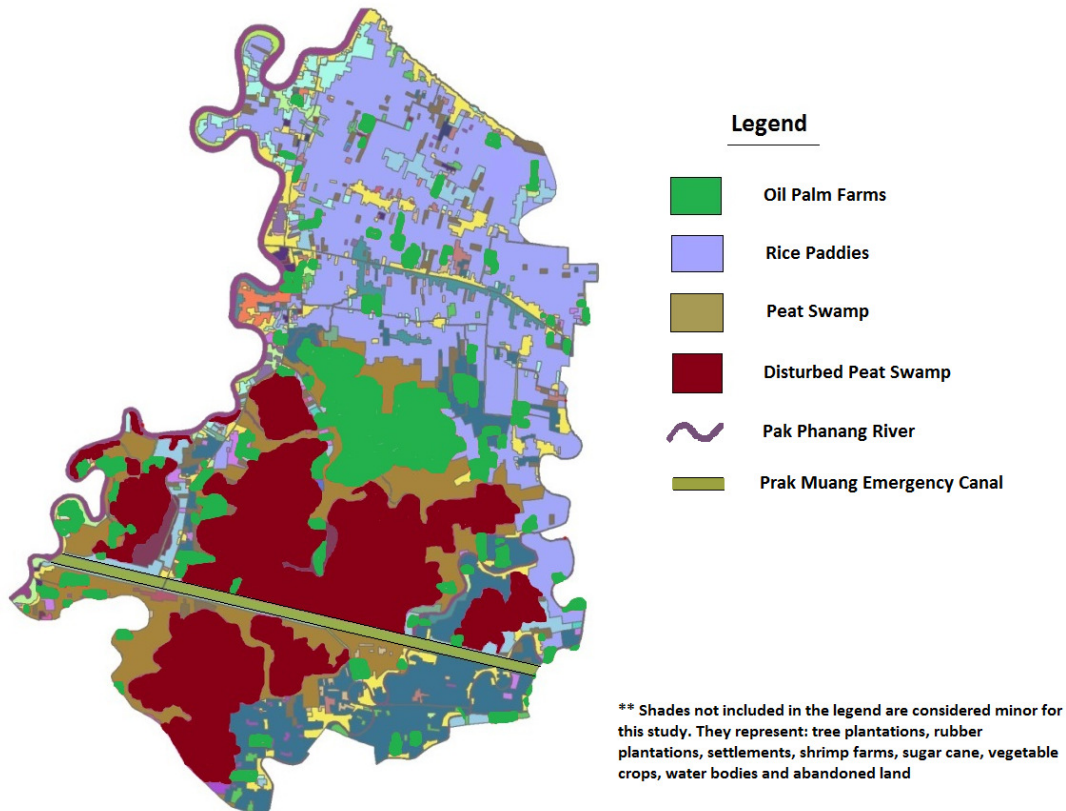 Legend
Oil Palm Farms
Rice Paddies
Peat Swamp
Disturbed Peat Swamp
Pak Phanang River
Prak Muang Emergency Canal
** Shades not included in the legend are considered minor for
this study. They represent: tree plantations, rubber
plantations, settlements, shrimp farms, sugar cane, vegetable
crops, water bodies and abandoned land